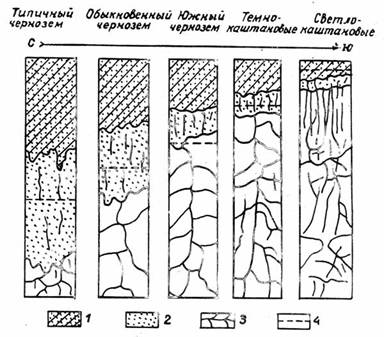 Типичный чернозем
Обыкновенный чернозем
Южный чернозем
Темно-каштановые
Светло-каштановые
С
Ю
1
2
3
4